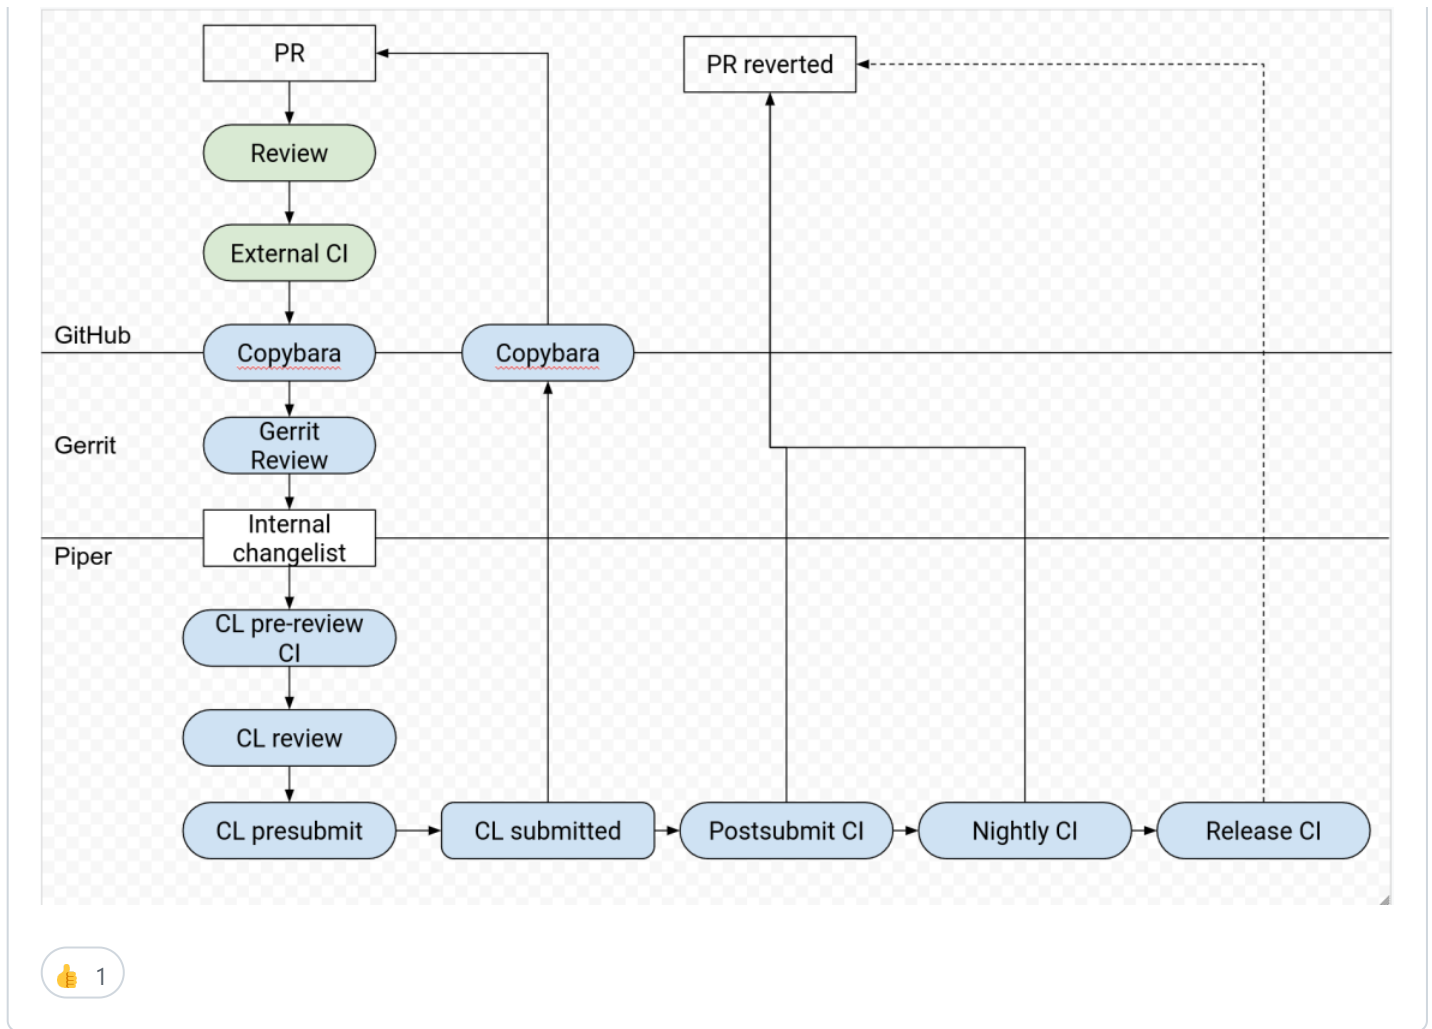 PR
PR reverted
Review
External CI
GitHub
Copybara
Copybara
Gerrit
Gerrit
Review
Internal
changelist
Piper
CL pre-review
CI
CL review
CL presubmit
CL submitted
Postsubmit CI
Nightly CI
Release CI
👍 1